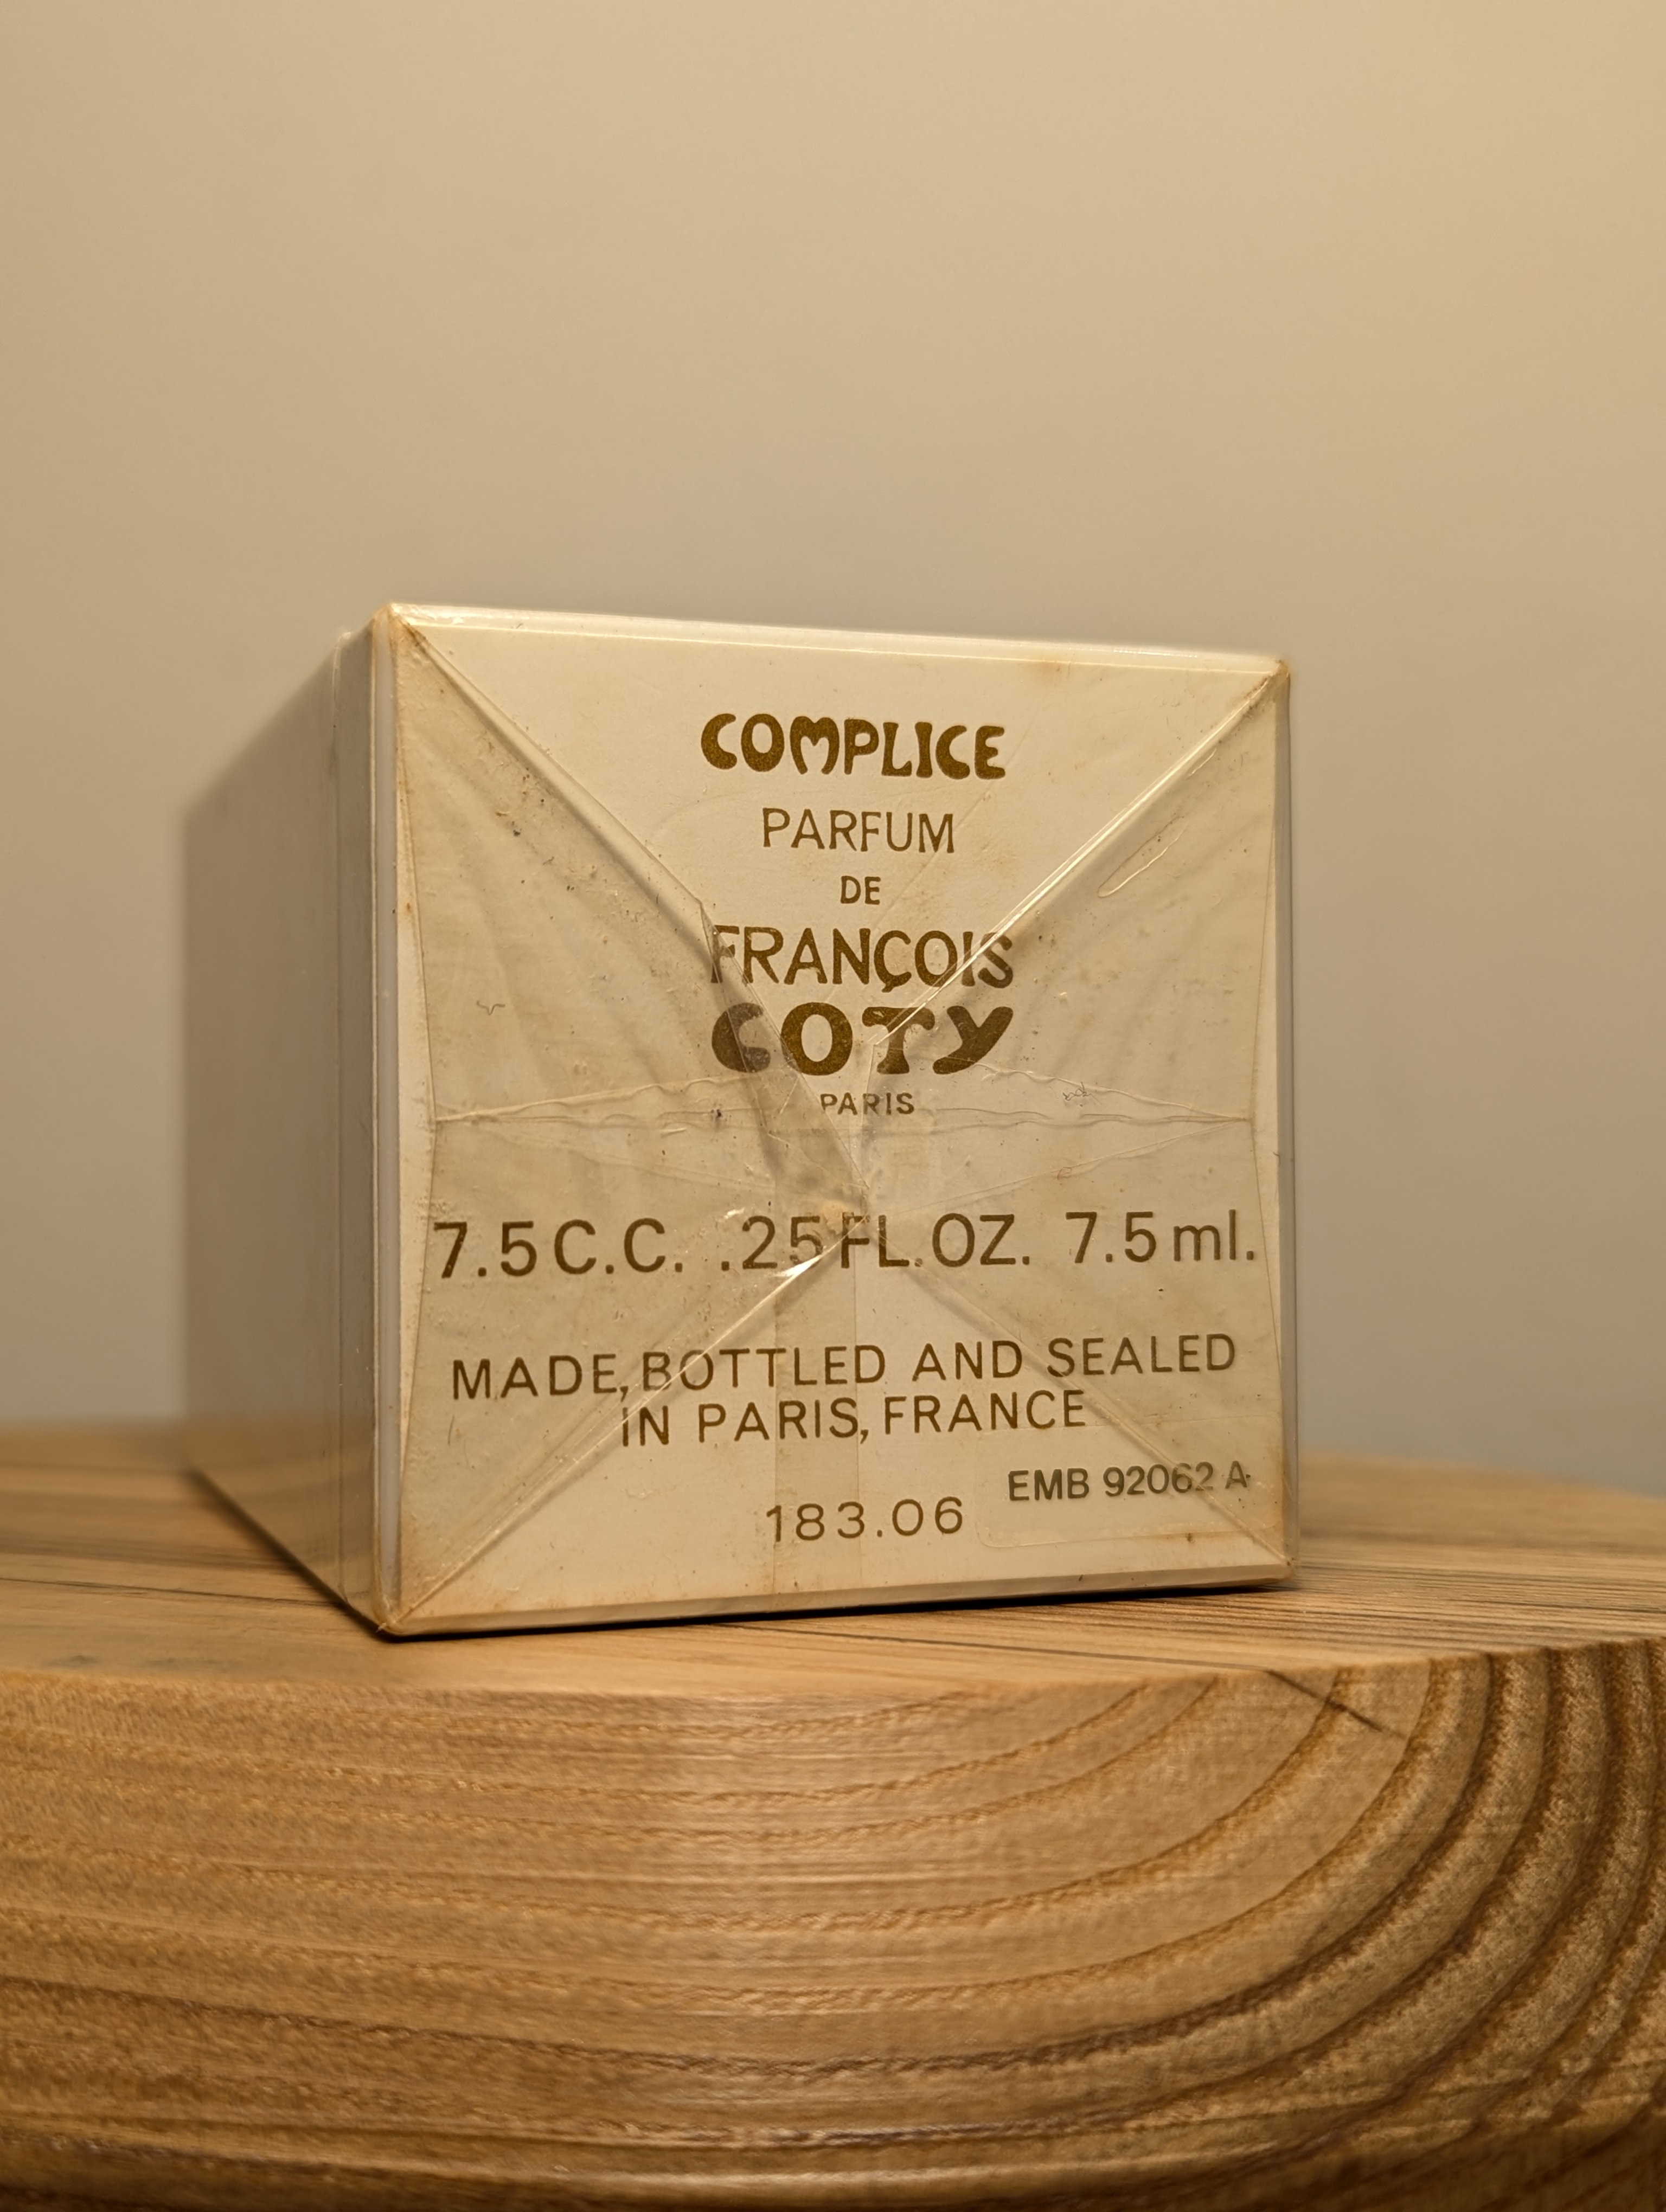 COMPLICE
PARFUM
DE
FRANÇOIS
COTY
PARIS
7.5 C.C. .25 FL.OZ. 7.5 ml.
MADE, BOTTLED AND SEALED
IN PARIS, FRANCE
EMB 92062 A
183.06